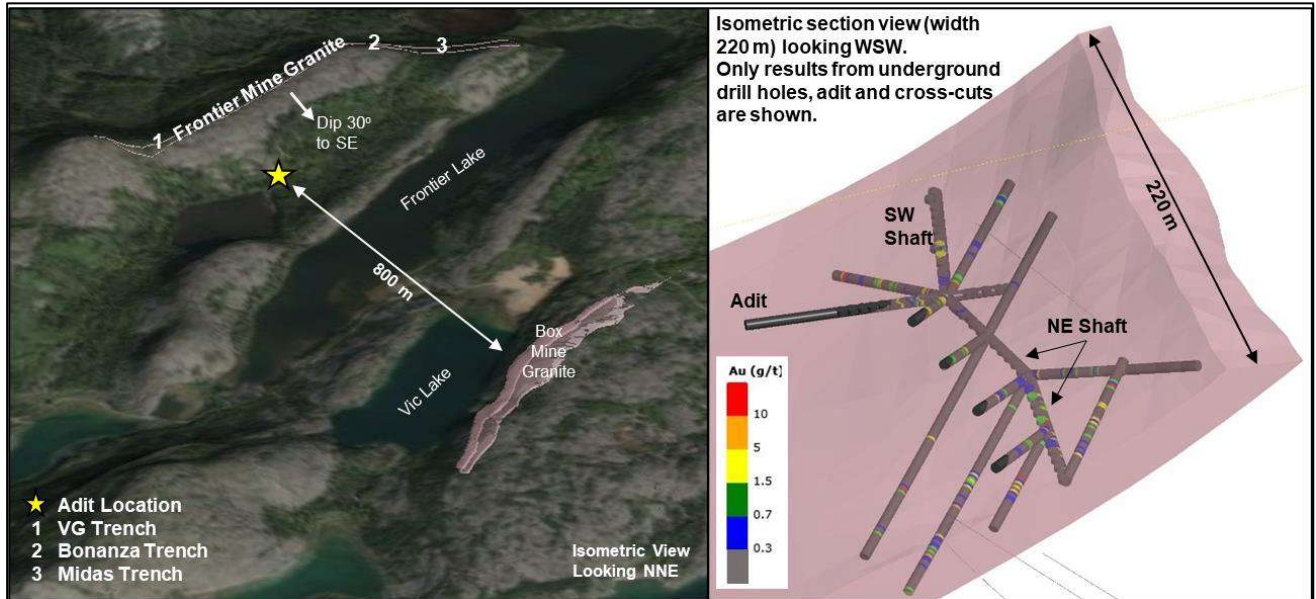 2
3
Frontier Mine Granite
1
Dip 30º
to SE
Frontier Lake
800 m
Box
Mine
Granite
Vic Lake
Adit Location
1 VG Trench
2 Bonanza Trench
3 Midas Trench
Isometric View
Looking NNE
Isometric section view (width
220 m) looking WSW.
Only results from underground
drill holes, adit and cross-cuts
are shown.
220 m
SW
Shaft
Adit
NE Shaft
Au (g/t)
10
5
1.5
0.7
0.3